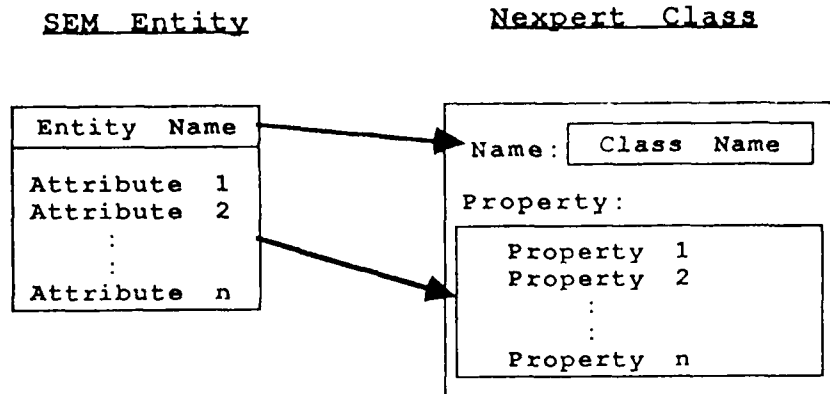 SEM Entity
Nexpert Class
Entity Name
Attribute 1
Attribute 2
:
:
Attribute n
Name: Class Name
Property:
Property 1
Property 2
:
:
Property n